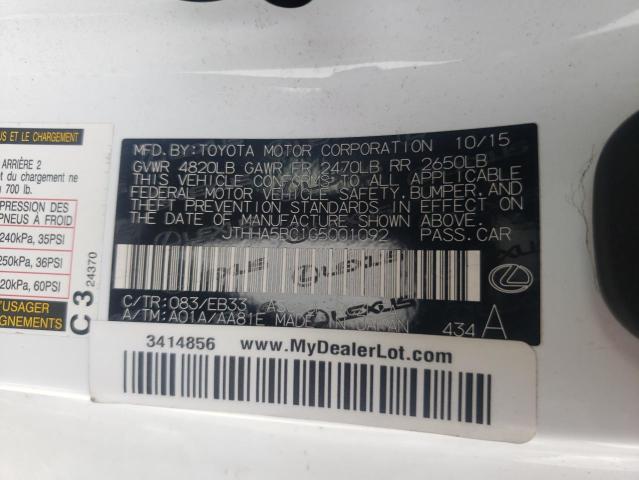 US ET LE CHARGEMENT
ARRIÈRE 2
et du chargement ne
700 lb.
PRESSION DES
PNEUS À FROID
240kPa, 35PSI
250kPa, 36PSI
420kPa, 60PSI
L'USAGER
SEIGNEMENTS
C 3 24370
MFD.BY:TOYOTA MOTOR CORPORATION 10/15
GVWR 4820LB GAWR FR 2470LB RR 2650LB
THIS VEHICLE CONFORMS TO ALL APPLICABLE
FEDERAL MOTOR VEHICLE SAFETY, BUMPER, AND
THEFT PREVENTION STANDARDS IN EFFECT ON
THE DATE OF MANUFACTURE SHOWN ABOVE.
JTHHA5BC1G5001092 PASS.CAR
LEXUS
C/TR:083/EB33
A/TM:A01A/AA81E MADE IN JAPAN 434 A
3414856 www.MyDealerLot.com